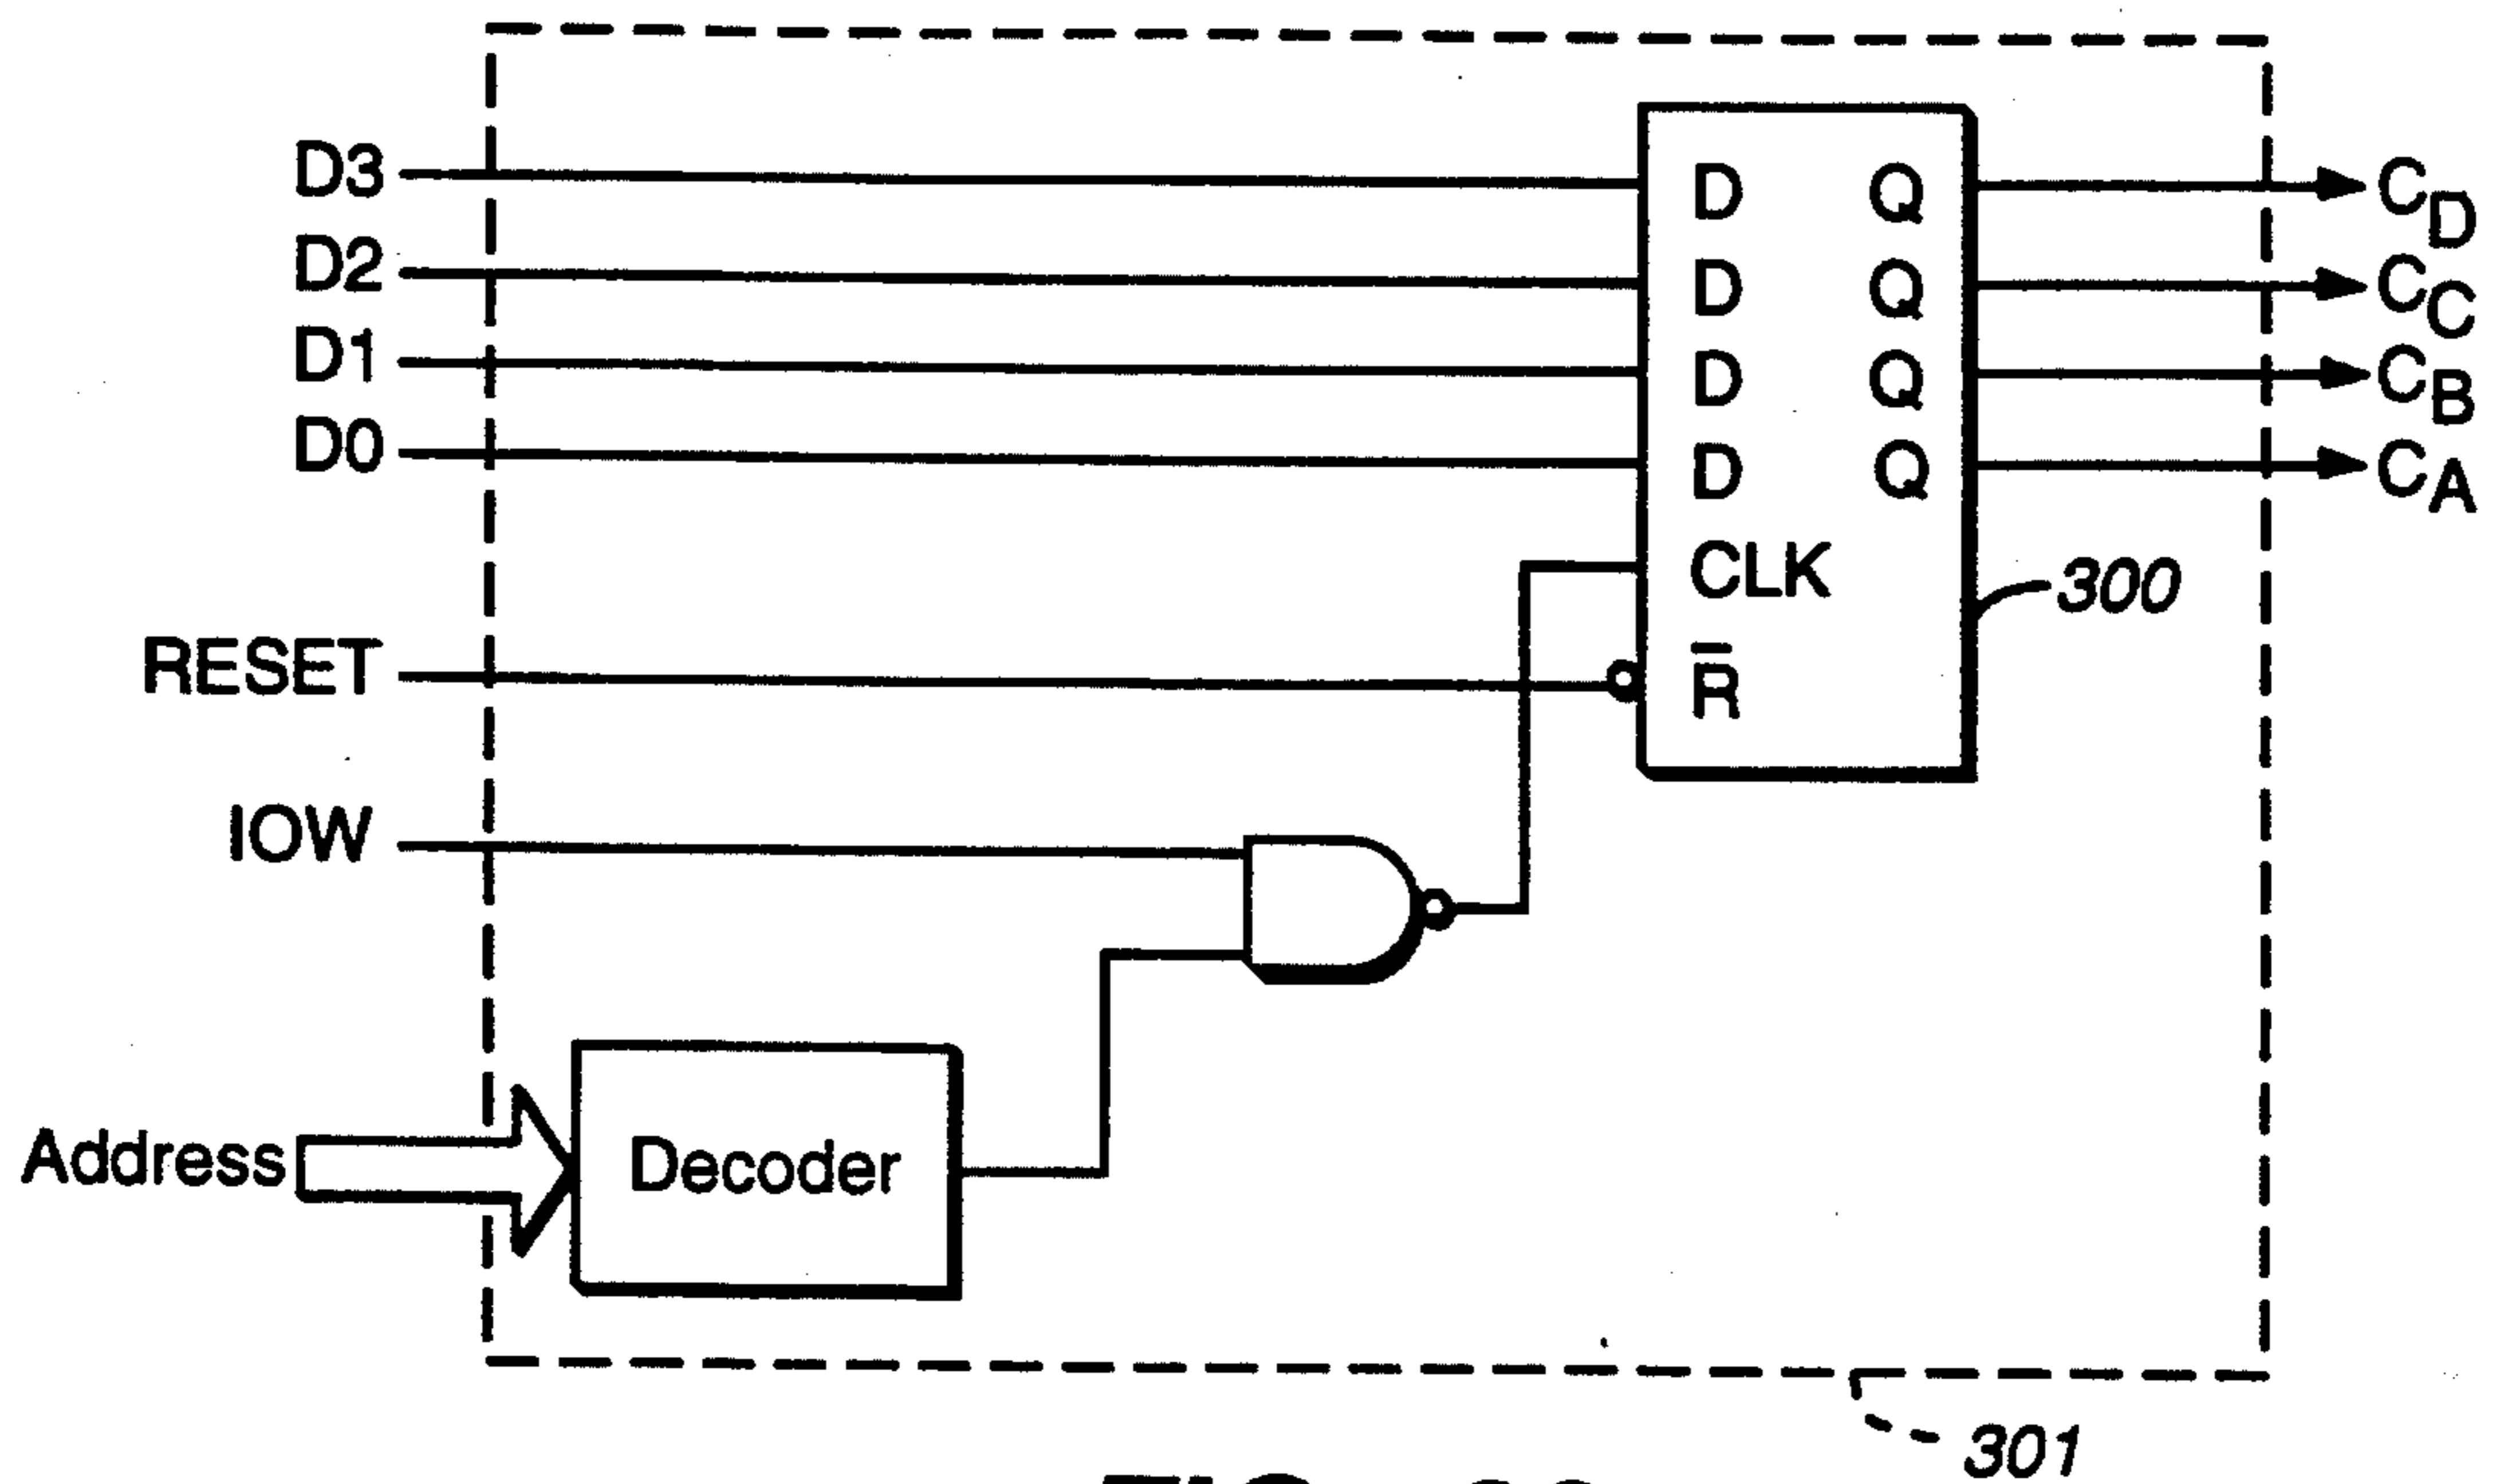 D3 D Q C_D
D2 D Q C_C
D1 D Q C_B
D0 D Q C_A
CLK
300
RESET R̅
IOW
Address Decoder
301